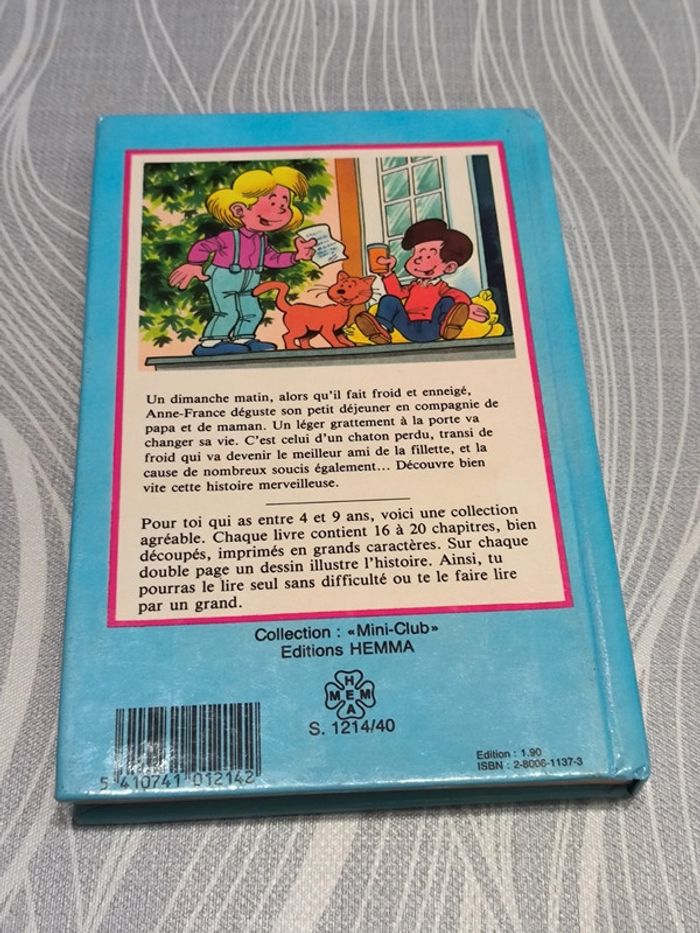 Un dimanche matin, alors qu'il fait froid et enneigé,
Anne-France déguste son petit déjeuner en compagnie de
papa et de maman. Un léger grattement à la porte va
changer sa vie. C'est celui d'un chaton perdu, transi de
froid qui va devenir le meilleur ami de la fillette, et la
cause de nombreux soucis également... Découvre bien
vite cette histoire merveilleuse.
Pour toi qui as entre 4 et 9 ans, voici une collection
agréable. Chaque livre contient 16 à 20 chapitres, bien
découpés, imprimés en grands caractères. Sur chaque
double page un dessin illustre l'histoire. Ainsi, tu
pourras le lire seul sans difficulté ou te le faire lire
par un grand.
Collection : «Mini-Club»
Editions HEMMA
HEMMA
S. 1214/40
5 410741 012142
Edition : 1.90
ISBN : 2-8006-1137-3